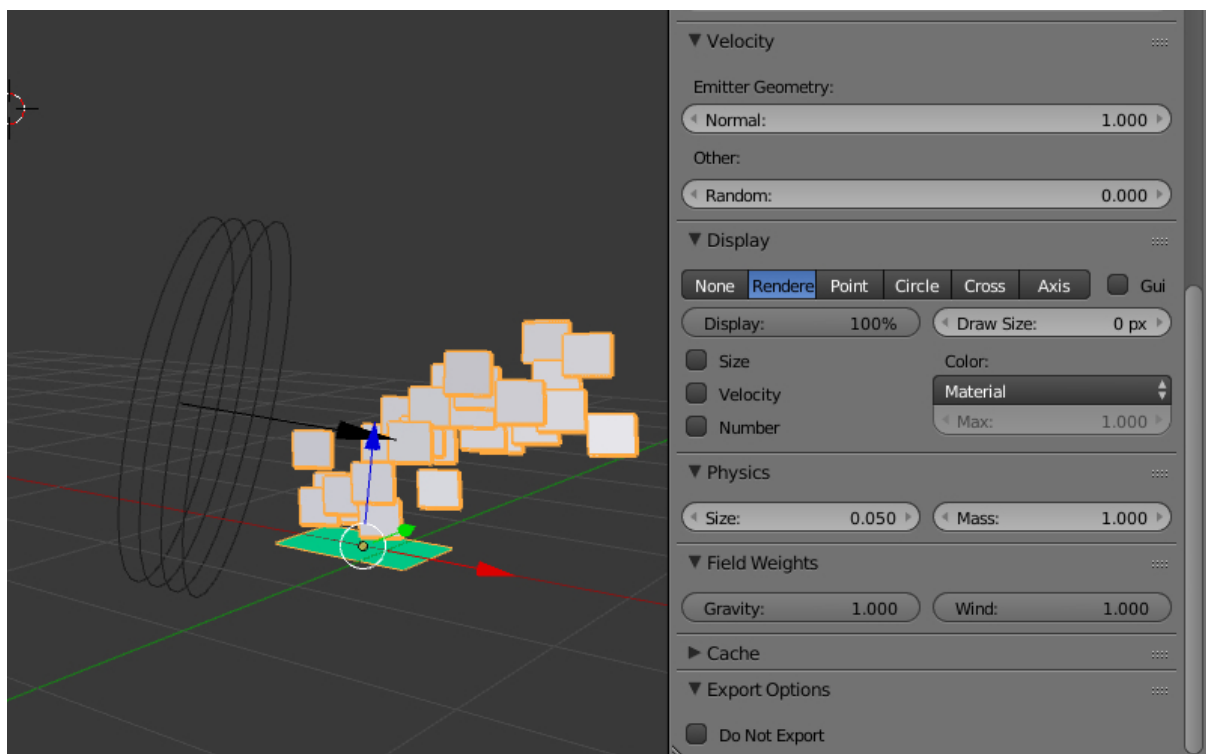 Velocity
Emitter Geometry:
Normal: 1.000
Other:
Random: 0.000
Display
None Rendere Point Circle Cross Axis Gui
Display: 100% Draw Size: 0 px
Size Color:
Velocity Material
Number Max: 1.000
Physics
Size: 0.050 Mass: 1.000
Field Weights
Gravity: 1.000 Wind: 1.000
Cache
Export Options
Do Not Export